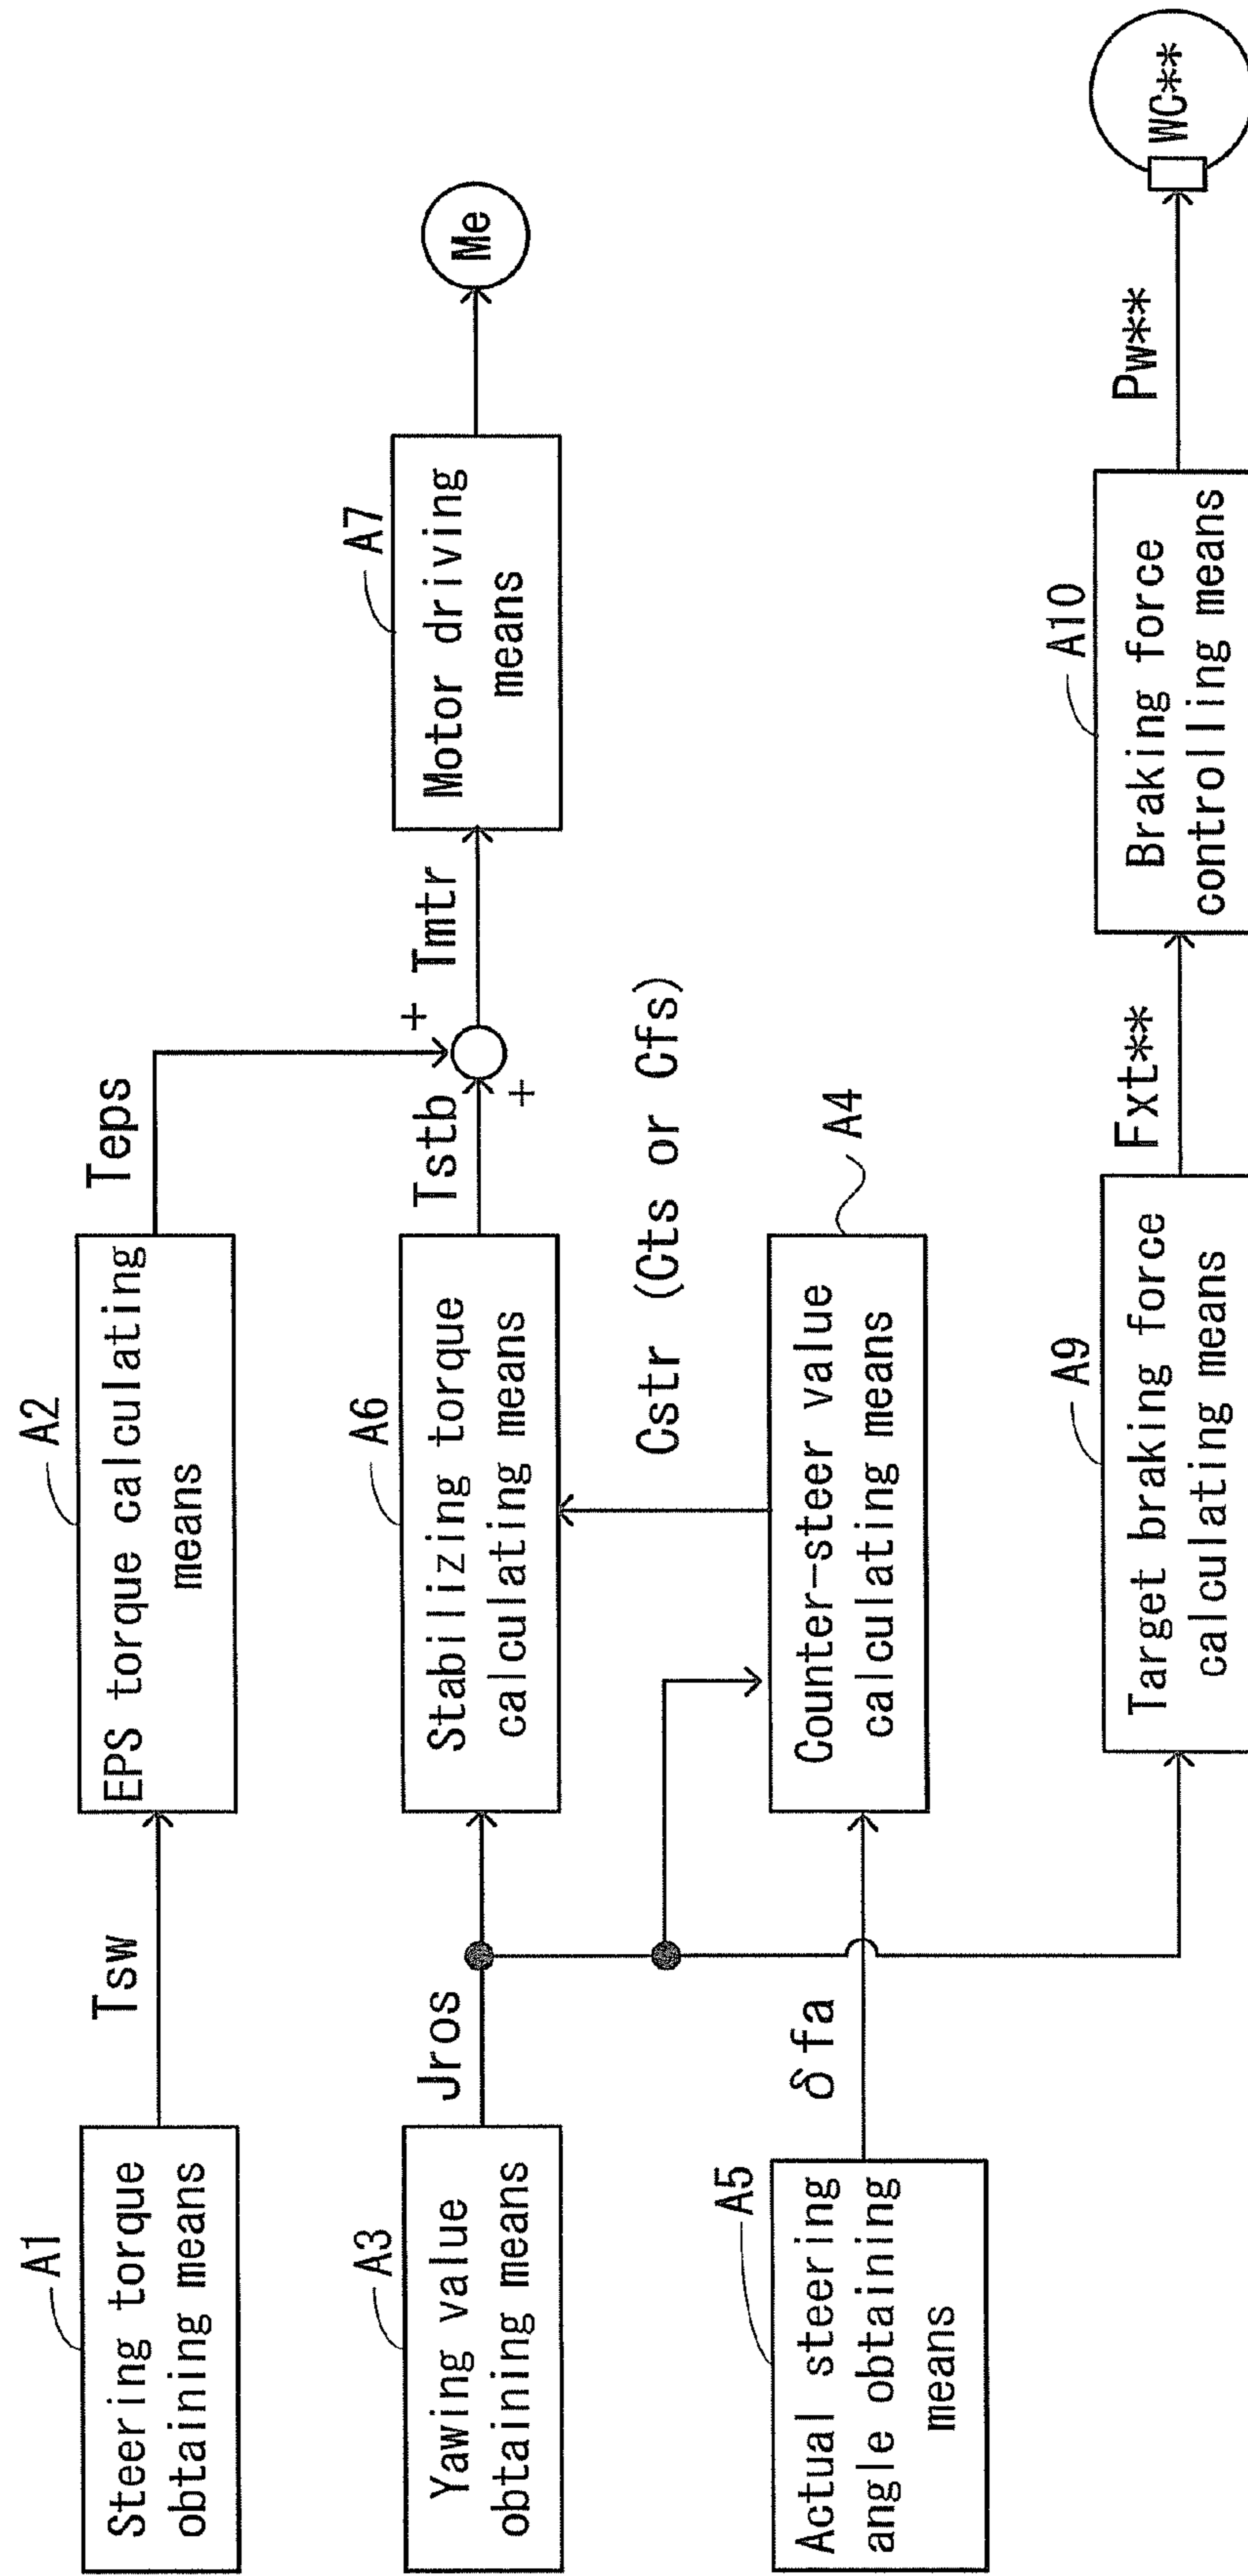 A1
Steering torque
obtaining means
Tsw
A2
EPS torque calculating
means
Teps
A3
Yawing value
obtaining means
Jros
A6
Stabilizing torque
calculating means
Tstb
+
+
Tmtr
A7
Motor driving
means
Me
Cstr (Cts or Cfs)
A5
Actual steering
angle obtaining
means
δfa
A4
Counter-steer value
calculating means
A9
Target braking force
calculating means
Fxt**
A10
Braking force
controlling means
Pw**
WC**